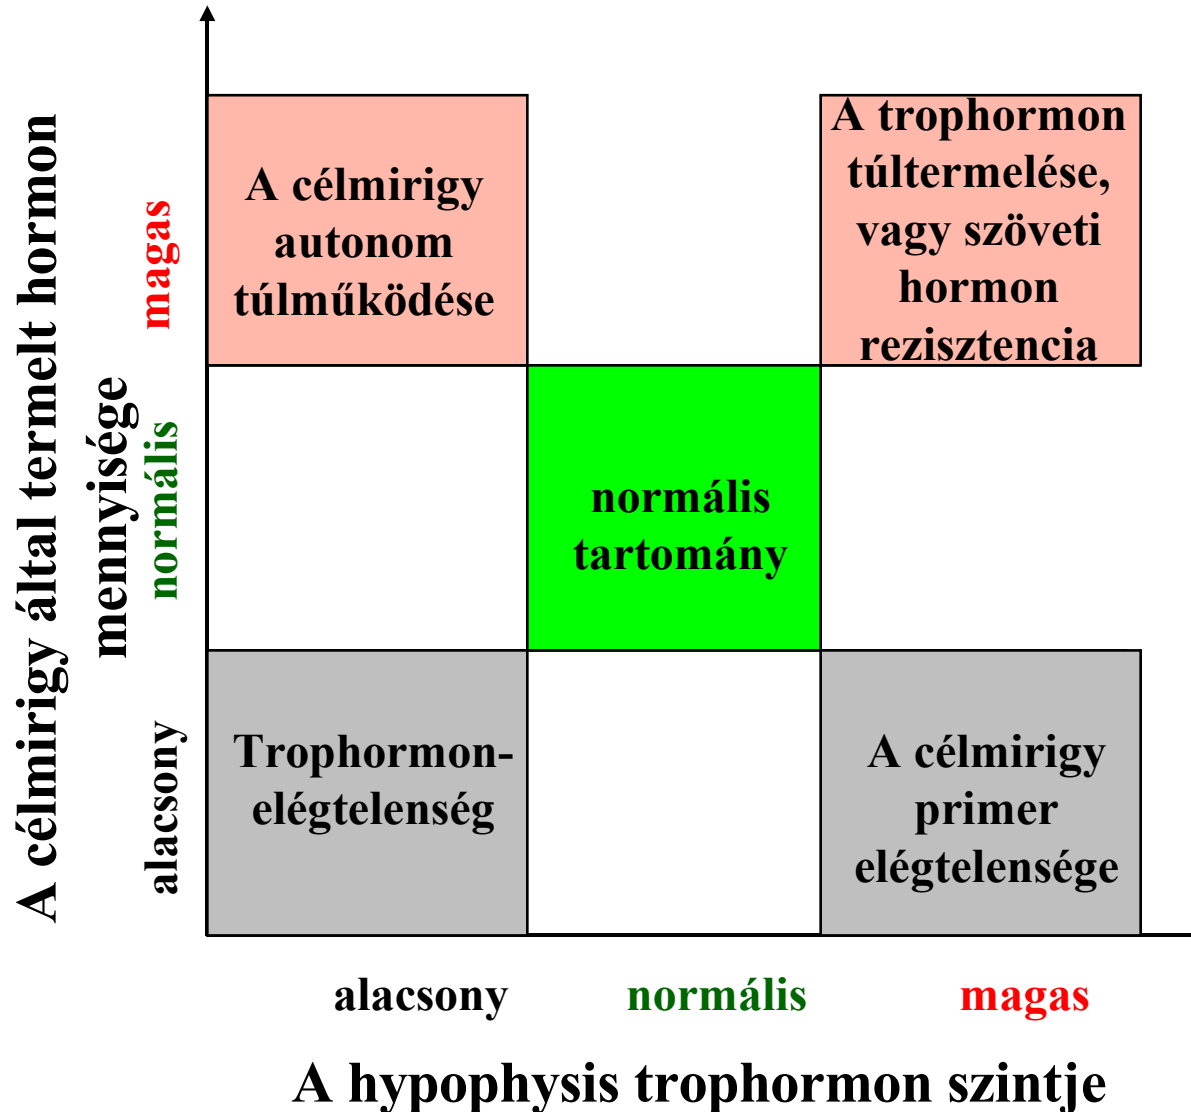 A célmirigy által termelt hormon
mennyisége
magas
normális
alacsony
A célmirigy
autonom
túlműködése
A trophormon
túltermelése,
vagy szöveti
hormon
rezisztencia
normális
tartomány
Trophormon-
elégtelenség
A célmirigy
primer
elégtelensége
alacsony
normális
magas
A hypophysis trophormon szintje